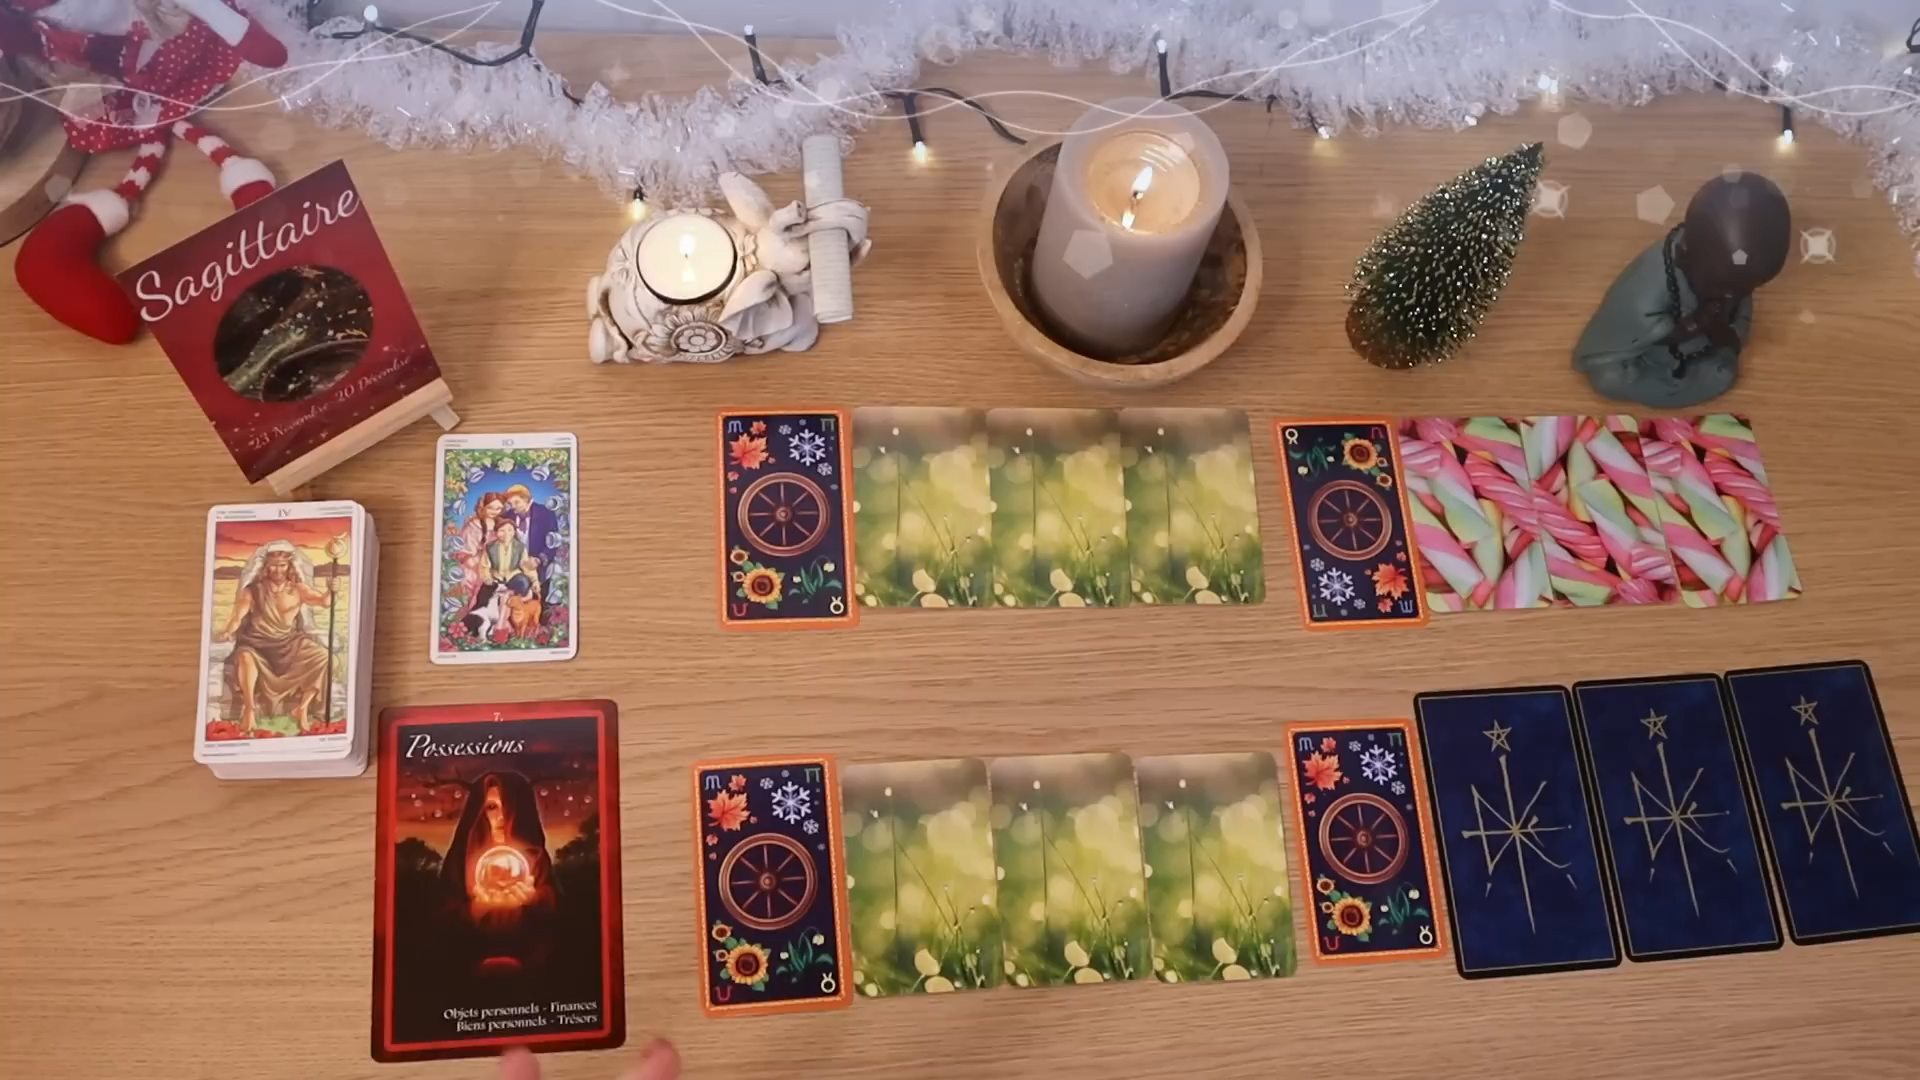 Sagittaire
23 Novembre - 20 Décembre
IV
10
7.
Possessions
Objets personnels - Finances
Biens personnels - Trésors